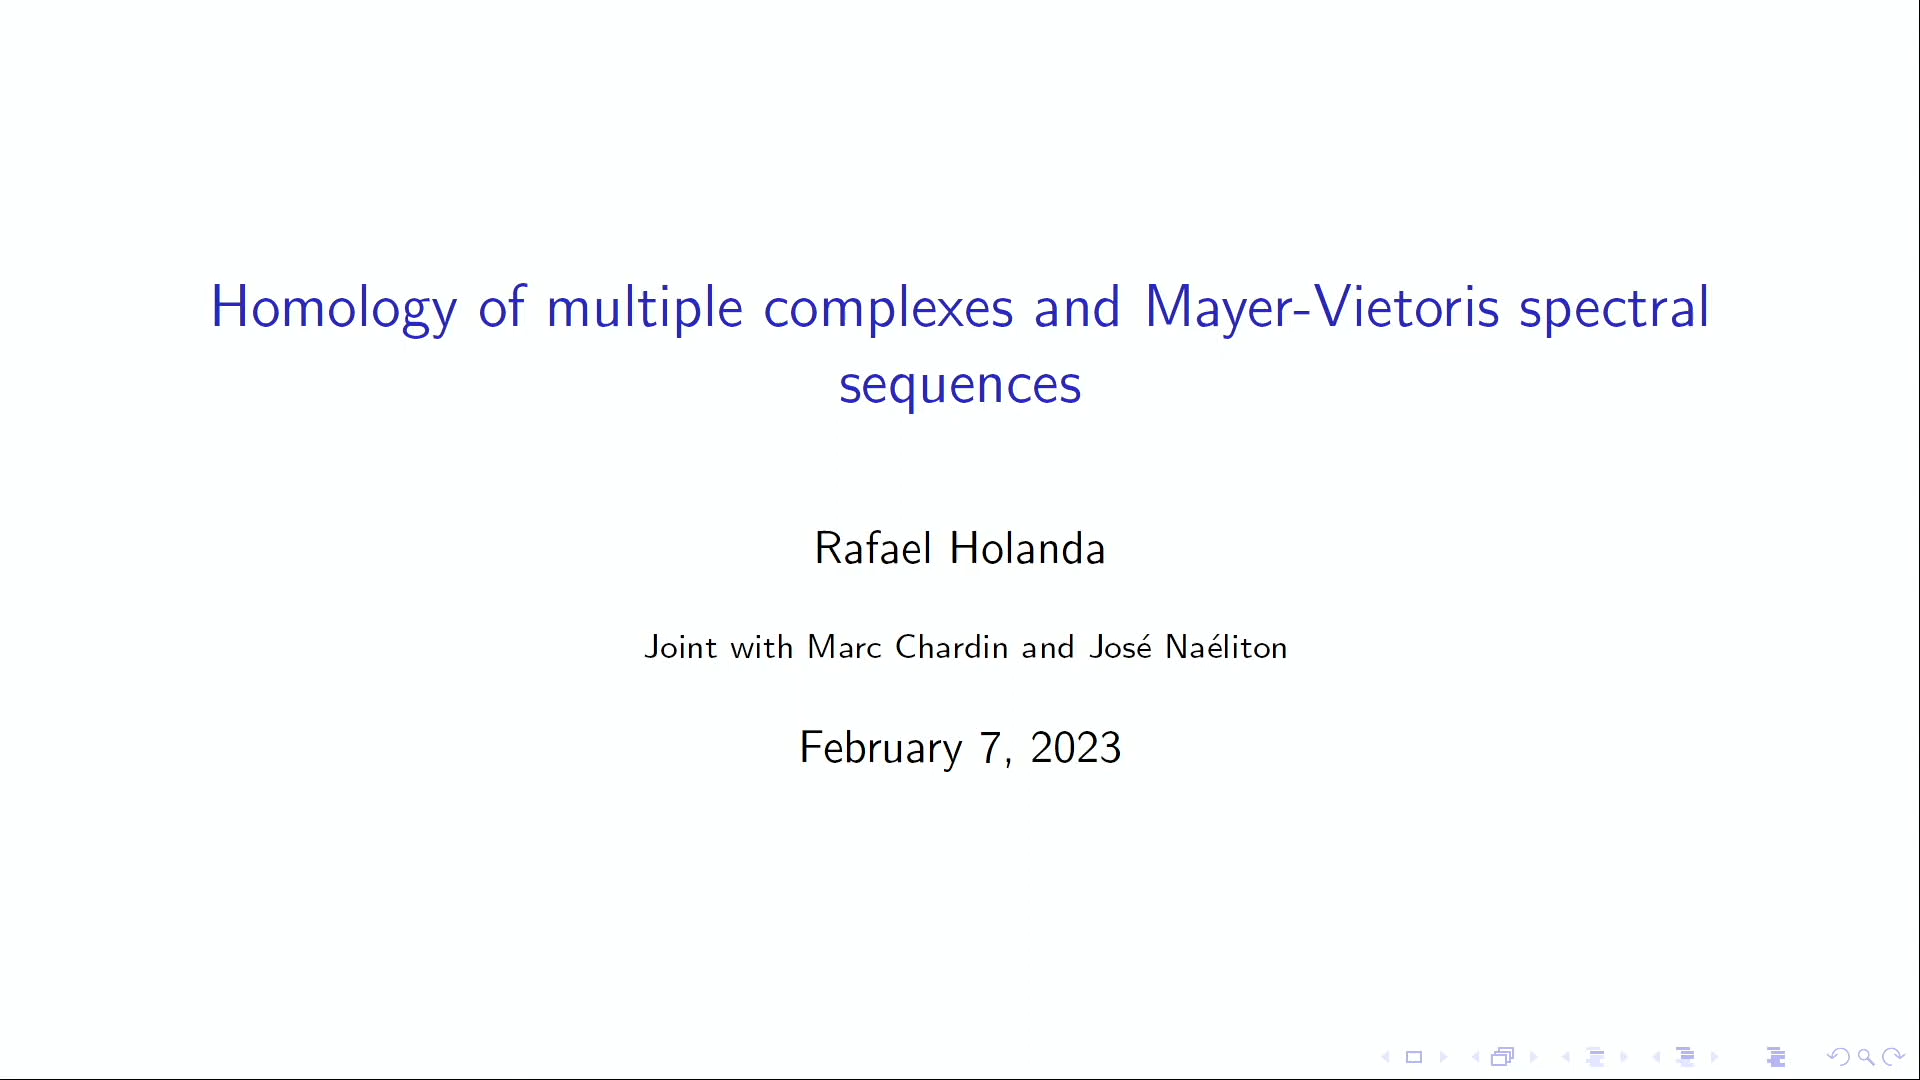 Homology of multiple complexes and Mayer-Vietoris spectral
sequences
Rafael Holanda
Joint with Marc Chardin and José Naéliton
February 7, 2023